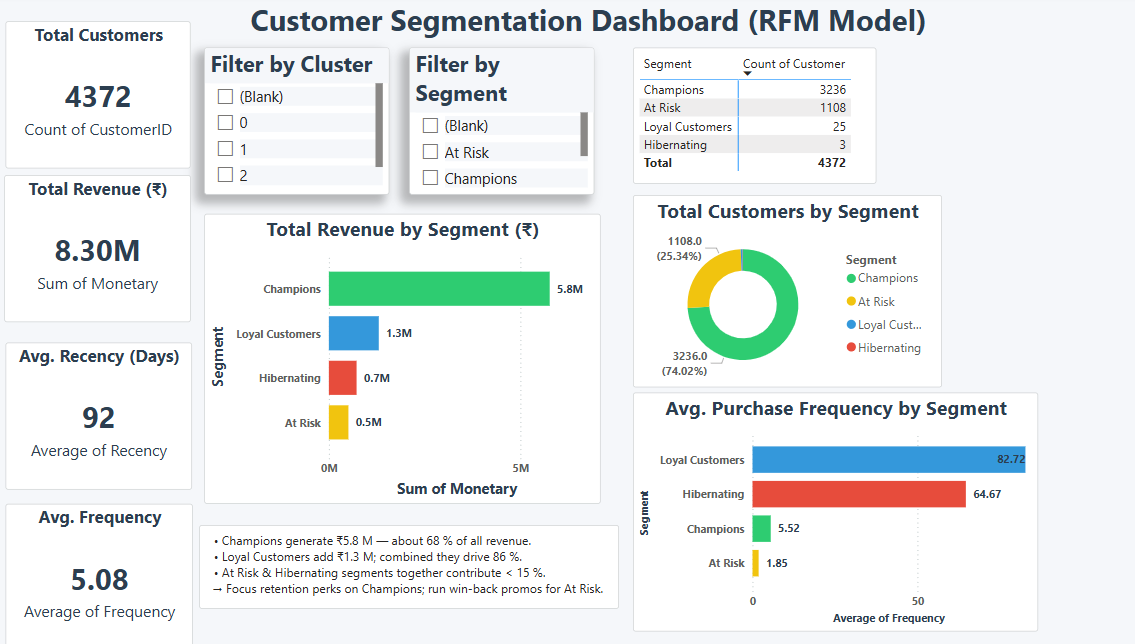 Customer Segmentation Dashboard (RFM Model)
Total Customers
4372
Count of CustomerID
Total Revenue (₹)
8.30M
Sum of Monetary
Avg. Recency (Days)
92
Average of Recency
Avg. Frequency
5.08
Average of Frequency
Filter by Cluster
(Blank)
0
1
2
Filter by
Segment
(Blank)
At Risk
Champions
Segment Count of Customer
Champions 3236
At Risk 1108
Loyal Customers 25
Hibernating 3
Total 4372
Total Revenue by Segment (₹)
Segment
Champions 5.8M
Loyal Customers 1.3M
Hibernating 0.7M
At Risk 0.5M
0M 5M
Sum of Monetary
Total Customers by Segment
1108.0
(25.34%)
3236.0
(74.02%)
Segment
Champions
At Risk
Loyal Cust...
Hibernating
Avg. Purchase Frequency by Segment
Segment
Loyal Customers 82.72
Hibernating 64.67
Champions 5.52
At Risk 1.85
0 50
Average of Frequency
• Champions generate ₹5.8 M — about 68 % of all revenue.
• Loyal Customers add ₹1.3 M; combined they drive 86 %.
• At Risk & Hibernating segments together contribute < 15 %.
→ Focus retention perks on Champions; run win-back promos for At Risk.